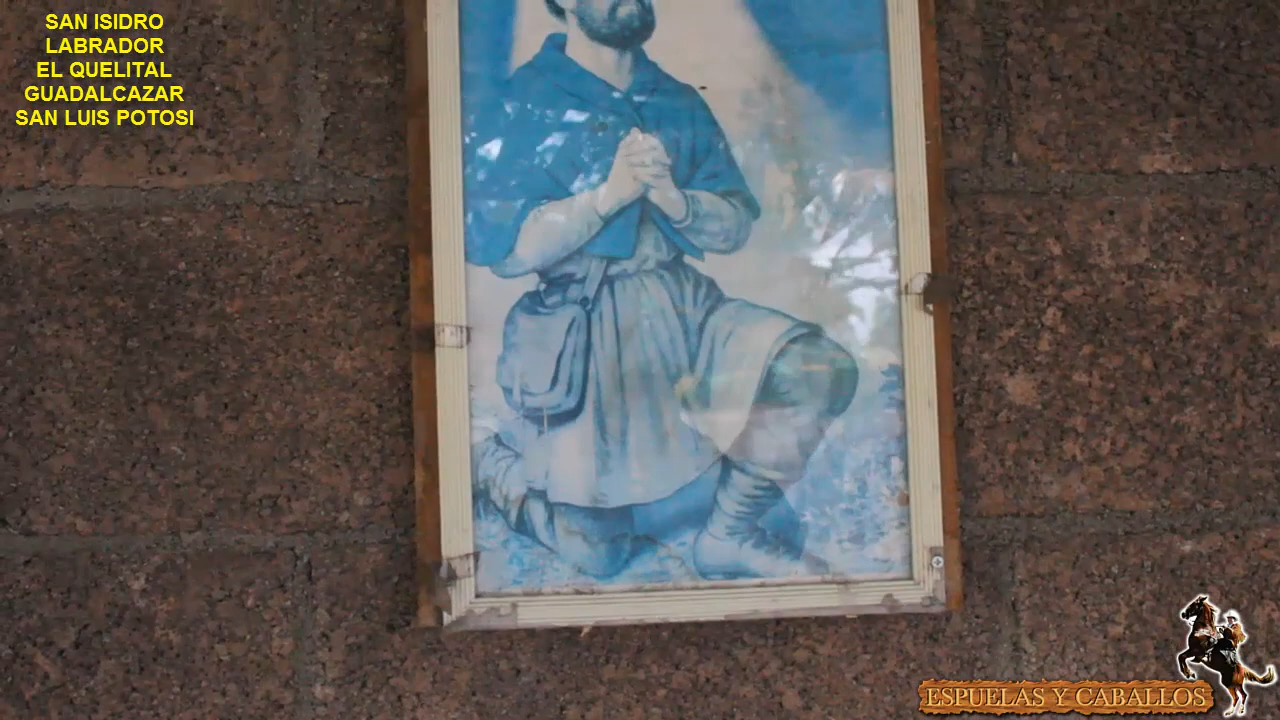 SAN ISIDRO
LABRADOR
EL QUELITAL
GUADALCAZAR
SAN LUIS POTOSI
ESPUELAS Y CABALLOS